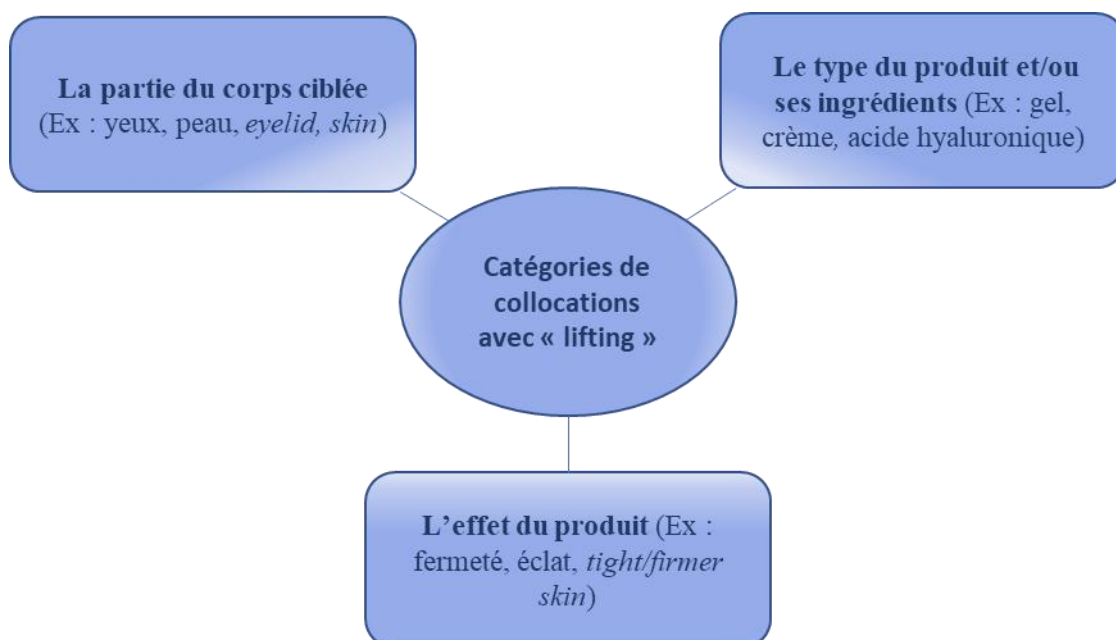 La partie du corps ciblée
(Ex : yeux, peau, eyelid, skin)
Le type du produit et/ou
ses ingrédients (Ex : gel,
crème, acide hyaluronique)
Catégories de
collocations
avec « lifting »
L’effet du produit (Ex :
fermeté, éclat, tight/firmer
skin)